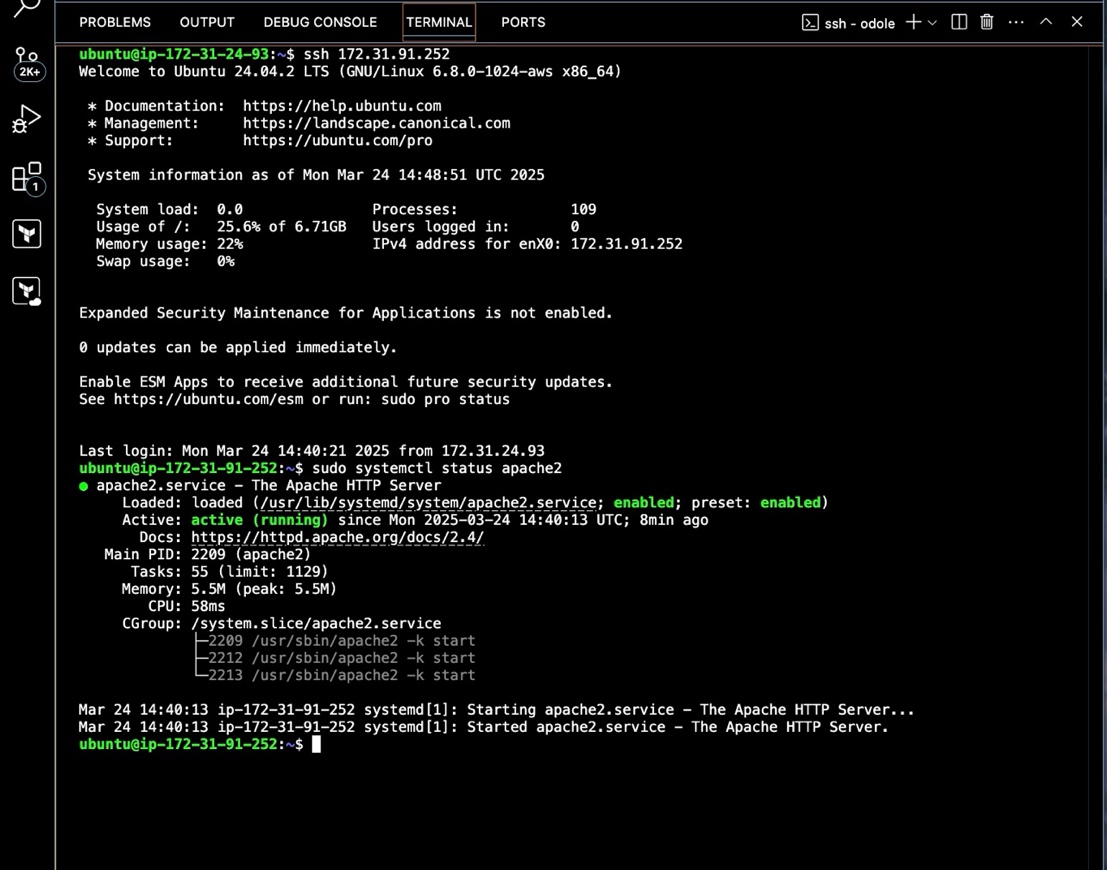 PROBLEMS OUTPUT DEBUG CONSOLE TERMINAL PORTS ssh - odole
2K+
1
ubuntu@ip-172-31-24-93:~$ ssh 172.31.91.252
Welcome to Ubuntu 24.04.2 LTS (GNU/Linux 6.8.0-1024-aws x86_64)
* Documentation: https://help.ubuntu.com
* Management: https://landscape.canonical.com
* Support: https://ubuntu.com/pro
System information as of Mon Mar 24 14:48:51 UTC 2025
System load: 0.0 Processes: 109
Usage of /: 25.6% of 6.71GB Users logged in: 0
Memory usage: 22% IPv4 address for enX0: 172.31.91.252
Swap usage: 0%
Expanded Security Maintenance for Applications is not enabled.
0 updates can be applied immediately.
Enable ESM Apps to receive additional future security updates.
See https://ubuntu.com/esm or run: sudo pro status
Last login: Mon Mar 24 14:40:21 2025 from 172.31.24.93
ubuntu@ip-172-31-91-252:~$ sudo systemctl status apache2
● apache2.service - The Apache HTTP Server
Loaded: loaded (/usr/lib/systemd/system/apache2.service; enabled; preset: enabled)
Active: active (running) since Mon 2025-03-24 14:40:13 UTC; 8min ago
Docs: https://httpd.apache.org/docs/2.4/
Main PID: 2209 (apache2)
Tasks: 55 (limit: 1129)
Memory: 5.5M (peak: 5.5M)
CPU: 58ms
CGroup: /system.slice/apache2.service
├─2209 /usr/sbin/apache2 -k start
├─2212 /usr/sbin/apache2 -k start
└─2213 /usr/sbin/apache2 -k start
Mar 24 14:40:13 ip-172-31-91-252 systemd[1]: Starting apache2.service - The Apache HTTP Server...
Mar 24 14:40:13 ip-172-31-91-252 systemd[1]: Started apache2.service - The Apache HTTP Server.
ubuntu@ip-172-31-91-252:~$